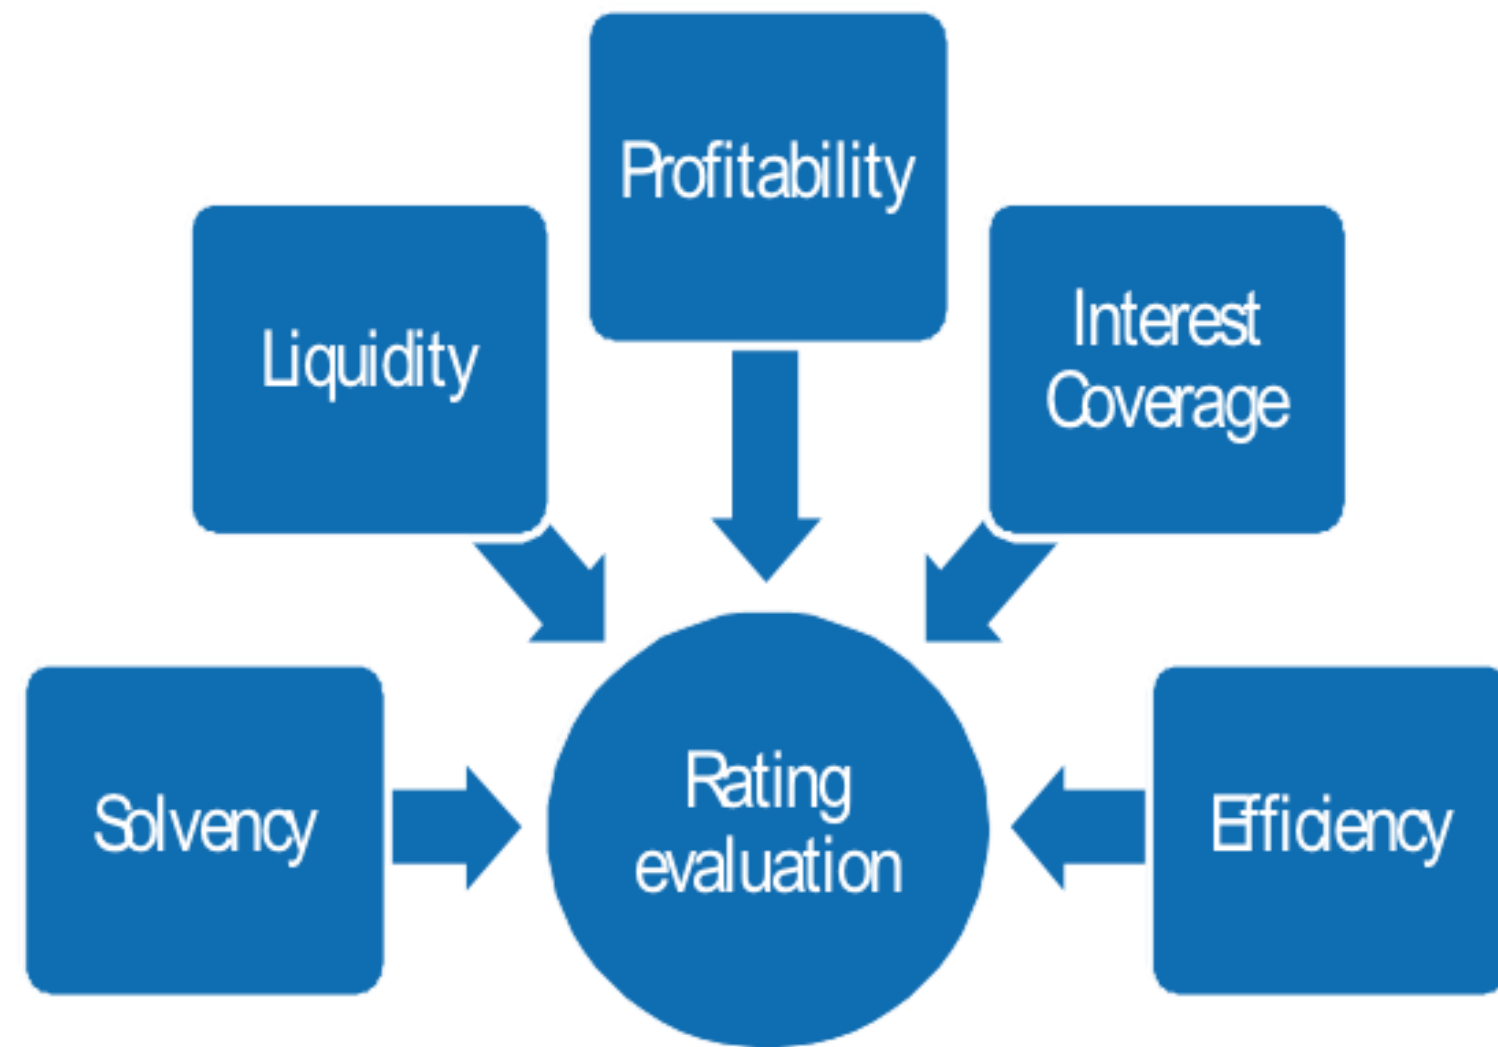 Profitability
Liquidity
Interest
Coverage
Solvency
Rating
evaluation
Efficiency